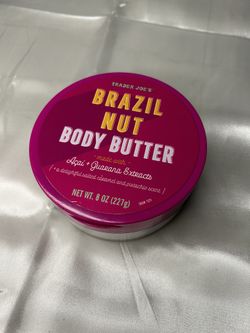 TRADER JOE'S
BRAZIL
NUT
BODY BUTTER
made with
Açaí + Guarana Extracts
(a delightful salted caramel and pistachio scent)
NET WT. 8 OZ (227g)